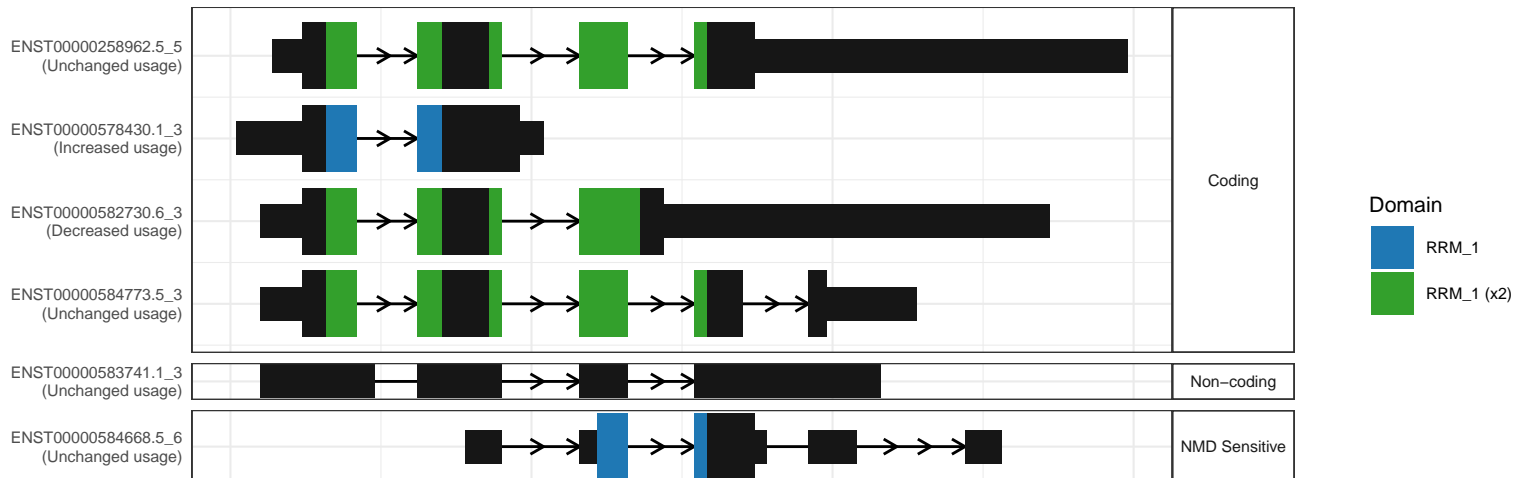 ENST00000258962.5_5
(Unchanged usage)
ENST00000578430.1_3
(Increased usage)
ENST00000582730.6_3
(Decreased usage)
ENST00000584773.5_3
(Unchanged usage)
Coding
ENST00000583741.1_3
(Unchanged usage)
Non−coding
ENST00000584668.5_6
(Unchanged usage)
NMD Sensitive
Domain
RRM_1
RRM_1 (x2)